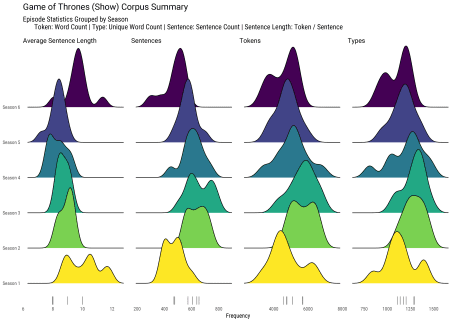 Game of Thrones (Show) Corpus Summary
Episode Statistics Grouped by Season
Token: Word Count | Type: Unique Word Count | Sentence: Sentence Count | Sentence Length: Token / Sentence
Average Sentence Length Sentences Tokens Types
Season 6
Season 5
Season 4
Season 3
Season 2
Season 1
6 8 10 12 200 400 600 800 4000 6000 8000 750 1000 1250 1500
Frequency